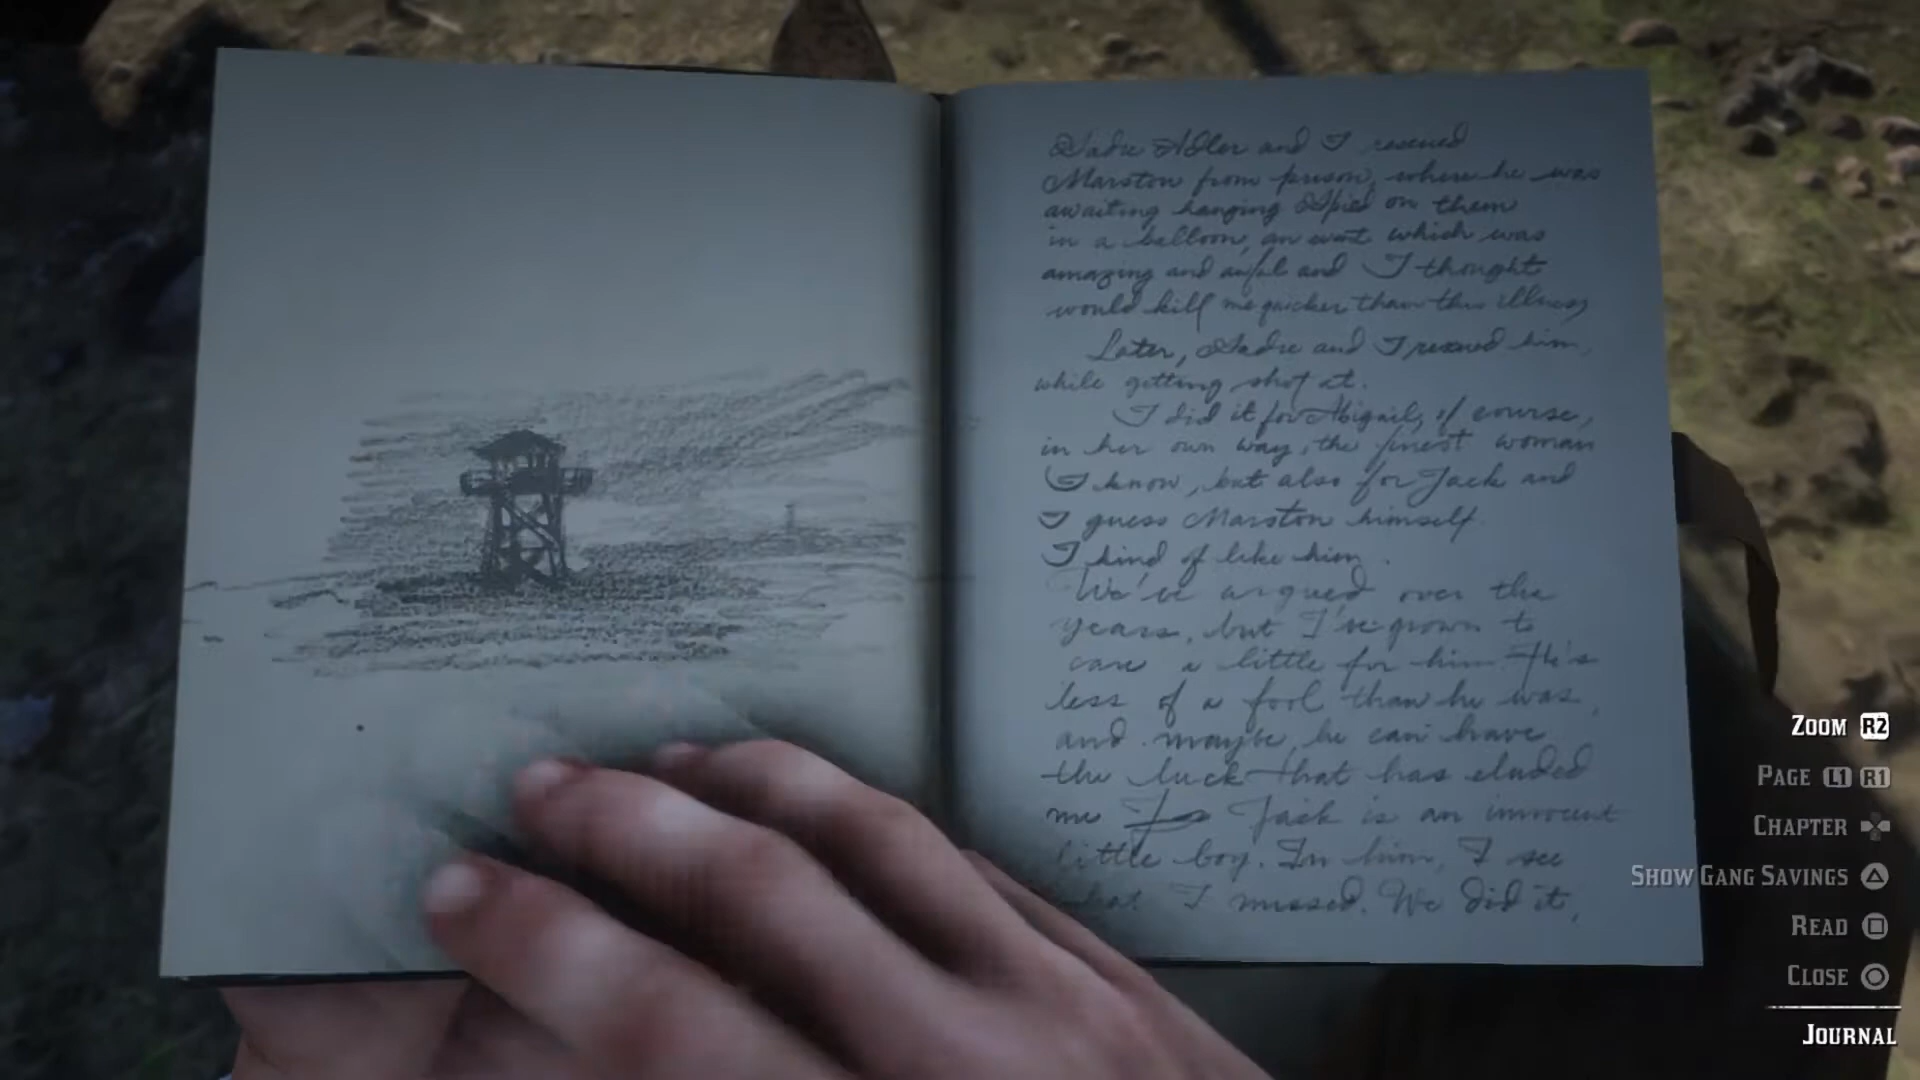 Sadie Adler and I rescued
Marston from prison, where he was
awaiting hanging Spied on them
in a balloon, an event which was
amazing and awful and I thought
would kill me quicker than this illness
Later, Sadie and I rescued him,
while getting shot at.
I did it for Abigail, of course,
in her own way, the finest woman
I know, but also for Jack and
I guess Marston himself.
I kind of like him.
We've argued over the
years, but I've grown to
care a little for him. He's
less of a fool than he was,
and maybe, he can have
the luck that has eluded
me Jack is an innocent
little boy. In him, I see
what I missed. We did it,
ZOOM R2
PAGE L1 R1
CHAPTER
SHOW GANG SAVINGS
READ
CLOSE
JOURNAL